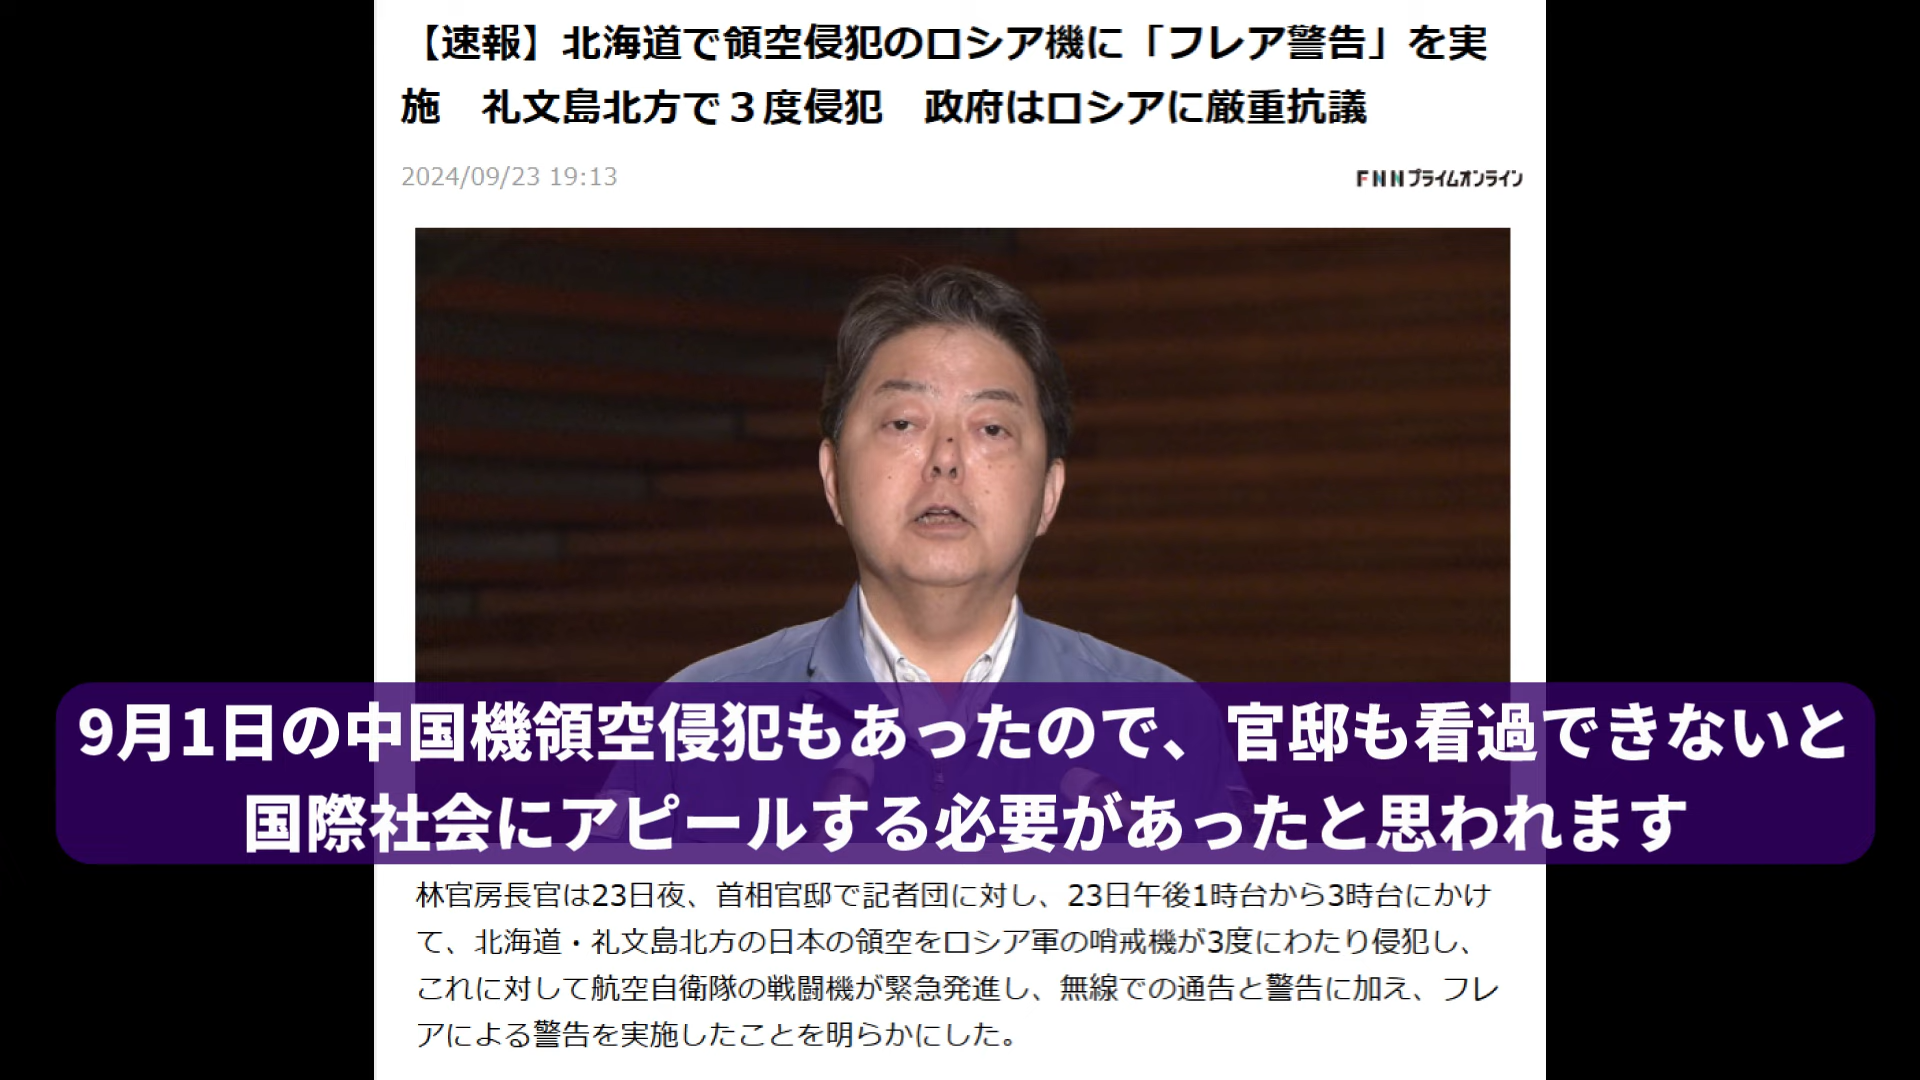 【速報】北海道で領空侵犯のロシア機に「フレア警告」を実
施　礼文島北方で３度侵犯　政府はロシアに厳重抗議
2024/09/23 19:13
FNNプライムオンライン
9月1日の中国機領空侵犯もあったので、官邸も看過できないと
国際社会にアピールする必要があったと思われます
林官房長官は23日夜、首相官邸で記者団に対し、23日午後1時台から3時台にかけ
て、北海道・礼文島北方の日本の領空をロシア軍の哨戒機が3度にわたり侵犯し、
これに対して航空自衛隊の戦闘機が緊急発進し、無線での通告と警告に加え、フレ
アによる警告を実施したことを明らかにした。